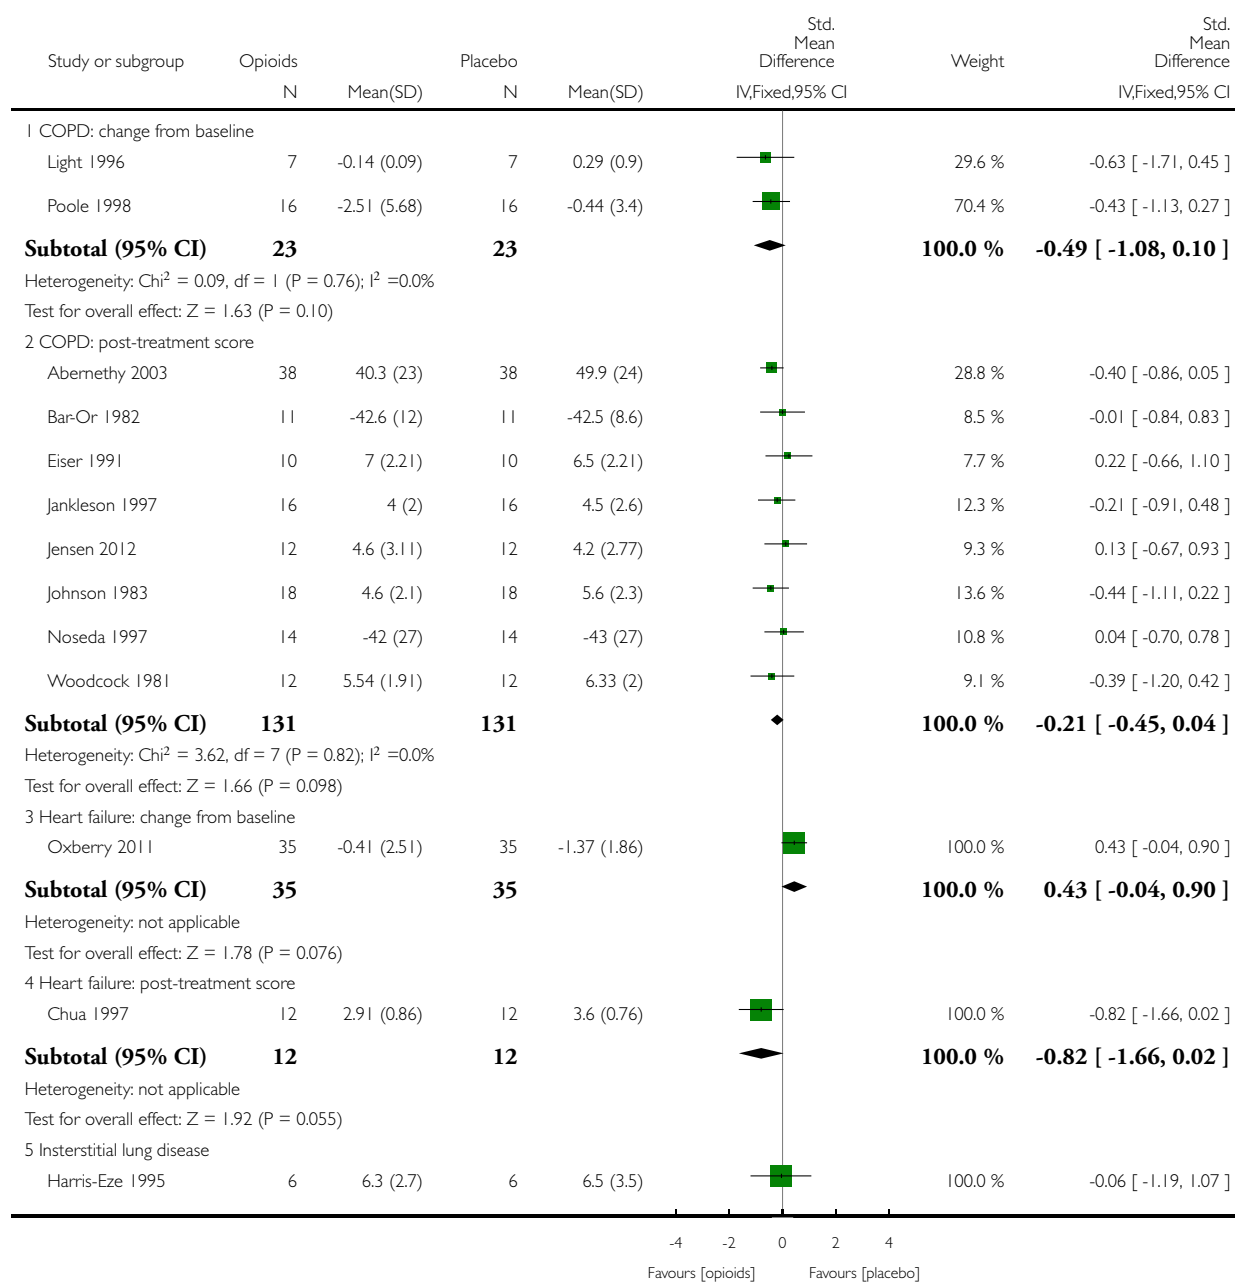 Std. Mean Difference Std. Mean Difference
Study or subgroup Opioids Placebo Weight
N Mean(SD) N Mean(SD) IV,Fixed,95% CI IV,Fixed,95% CI
1 COPD: change from baseline
Light 1996 7 -0.14 (0.09) 7 0.29 (0.9) 29.6 % -0.63 [ -1.71, 0.45 ]
Poole 1998 16 -2.51 (5.68) 16 -0.44 (3.4) 70.4 % -0.43 [ -1.13, 0.27 ]
Subtotal (95% CI) 23 23 100.0 % -0.49 [ -1.08, 0.10 ]
Heterogeneity: Chi² = 0.09, df = 1 (P = 0.76); I² =0.0%
Test for overall effect: Z = 1.63 (P = 0.10)
2 COPD: post-treatment score
Abernethy 2003 38 40.3 (23) 38 49.9 (24) 28.8 % -0.40 [ -0.86, 0.05 ]
Bar-Or 1982 11 -42.6 (12) 11 -42.5 (8.6) 8.5 % -0.01 [ -0.84, 0.83 ]
Eiser 1991 10 7 (2.21) 10 6.5 (2.21) 7.7 % 0.22 [ -0.66, 1.10 ]
Jankleson 1997 16 4 (2) 16 4.5 (2.6) 12.3 % -0.21 [ -0.91, 0.48 ]
Jensen 2012 12 4.6 (3.11) 12 4.2 (2.77) 9.3 % 0.13 [ -0.67, 0.93 ]
Johnson 1983 18 4.6 (2.1) 18 5.6 (2.3) 13.6 % -0.44 [ -1.11, 0.22 ]
Noseda 1997 14 -42 (27) 14 -43 (27) 10.8 % 0.04 [ -0.70, 0.78 ]
Woodcock 1981 12 5.54 (1.91) 12 6.33 (2) 9.1 % -0.39 [ -1.20, 0.42 ]
Subtotal (95% CI) 131 131 100.0 % -0.21 [ -0.45, 0.04 ]
Heterogeneity: Chi² = 3.62, df = 7 (P = 0.82); I² =0.0%
Test for overall effect: Z = 1.66 (P = 0.098)
3 Heart failure: change from baseline
Oxberry 2011 35 -0.41 (2.51) 35 -1.37 (1.86) 100.0 % 0.43 [ -0.04, 0.90 ]
Subtotal (95% CI) 35 35 100.0 % 0.43 [ -0.04, 0.90 ]
Heterogeneity: not applicable
Test for overall effect: Z = 1.78 (P = 0.076)
4 Heart failure: post-treatment score
Chua 1997 12 2.91 (0.86) 12 3.6 (0.76) 100.0 % -0.82 [ -1.66, 0.02 ]
Subtotal (95% CI) 12 12 100.0 % -0.82 [ -1.66, 0.02 ]
Heterogeneity: not applicable
Test for overall effect: Z = 1.92 (P = 0.055)
5 Insterstitial lung disease
Harris-Eze 1995 6 6.3 (2.7) 6 6.5 (3.5) 100.0 % -0.06 [ -1.19, 1.07 ]
-4 -2 0 2 4
Favours [opioids] Favours [placebo]